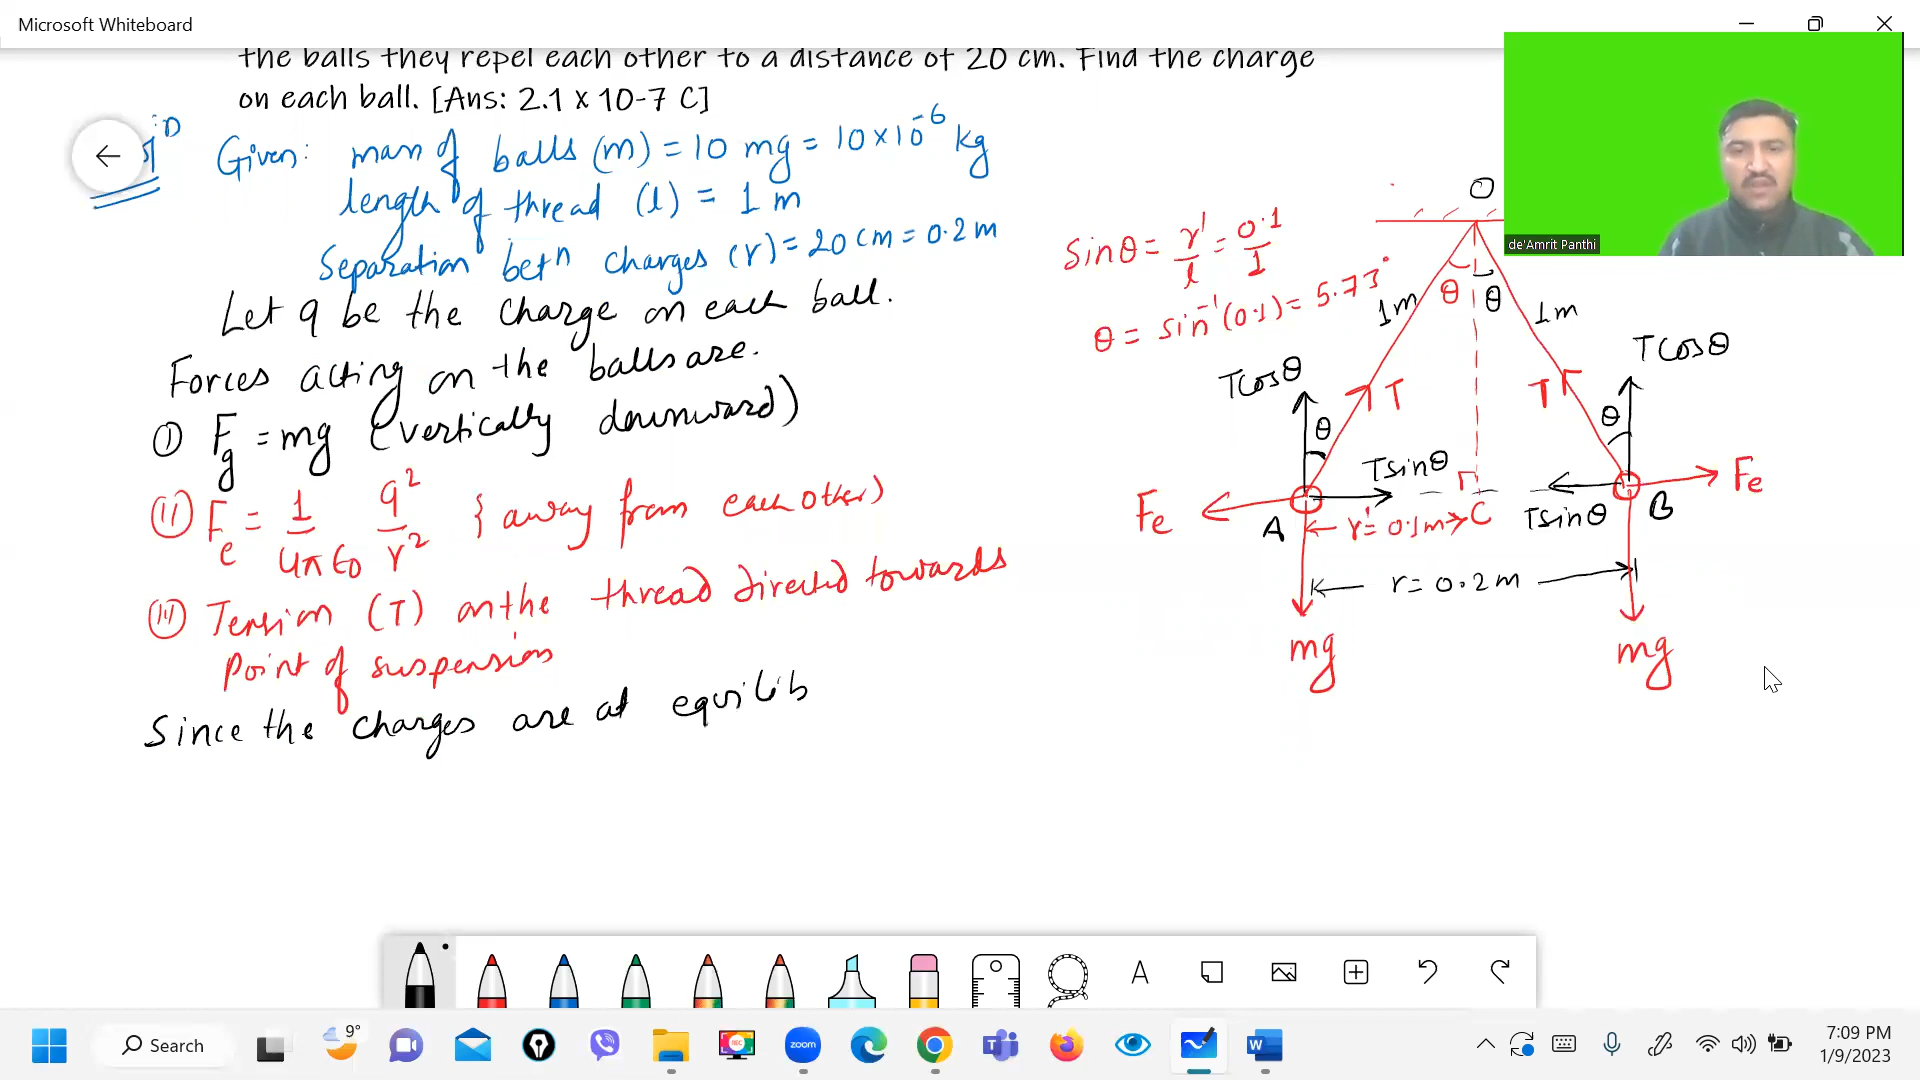 Microsoft Whiteboard
the balls they repel each other to a distance of 20 cm. Find the charge
on each ball. [Ans: 2.1 x 10-7 C]
Given: mass of balls (m) = 10 mg = 10×10⁻⁶ kg
length of thread (l) = 1 m
Separation betⁿ charges (r) = 20 cm = 0.2 m
Let q be the charge on each ball.
Forces acting on the balls are.
① Fg = mg (vertically downward)
(ii) Fe = 1/4π∈₀ q²/r² {away from each other)
(iii) Tension (T) on the thread directed towards
point of suspension
Since the charges are at equilib
Sinθ = r'/l = 0.1/1
θ = sin⁻¹(0.1) = 5.73°
O
de'Amrit Panthi
θ
θ
1m
1m
Tcosθ
Tcosθ
T
T
θ
θ
Tsinθ
Tsinθ
Fe
Fe
A
r' = 0.1m
C
B
r = 0.2 m
mg
mg
A
Search
9°
REC
zoom
W
7:09 PM
1/9/2023